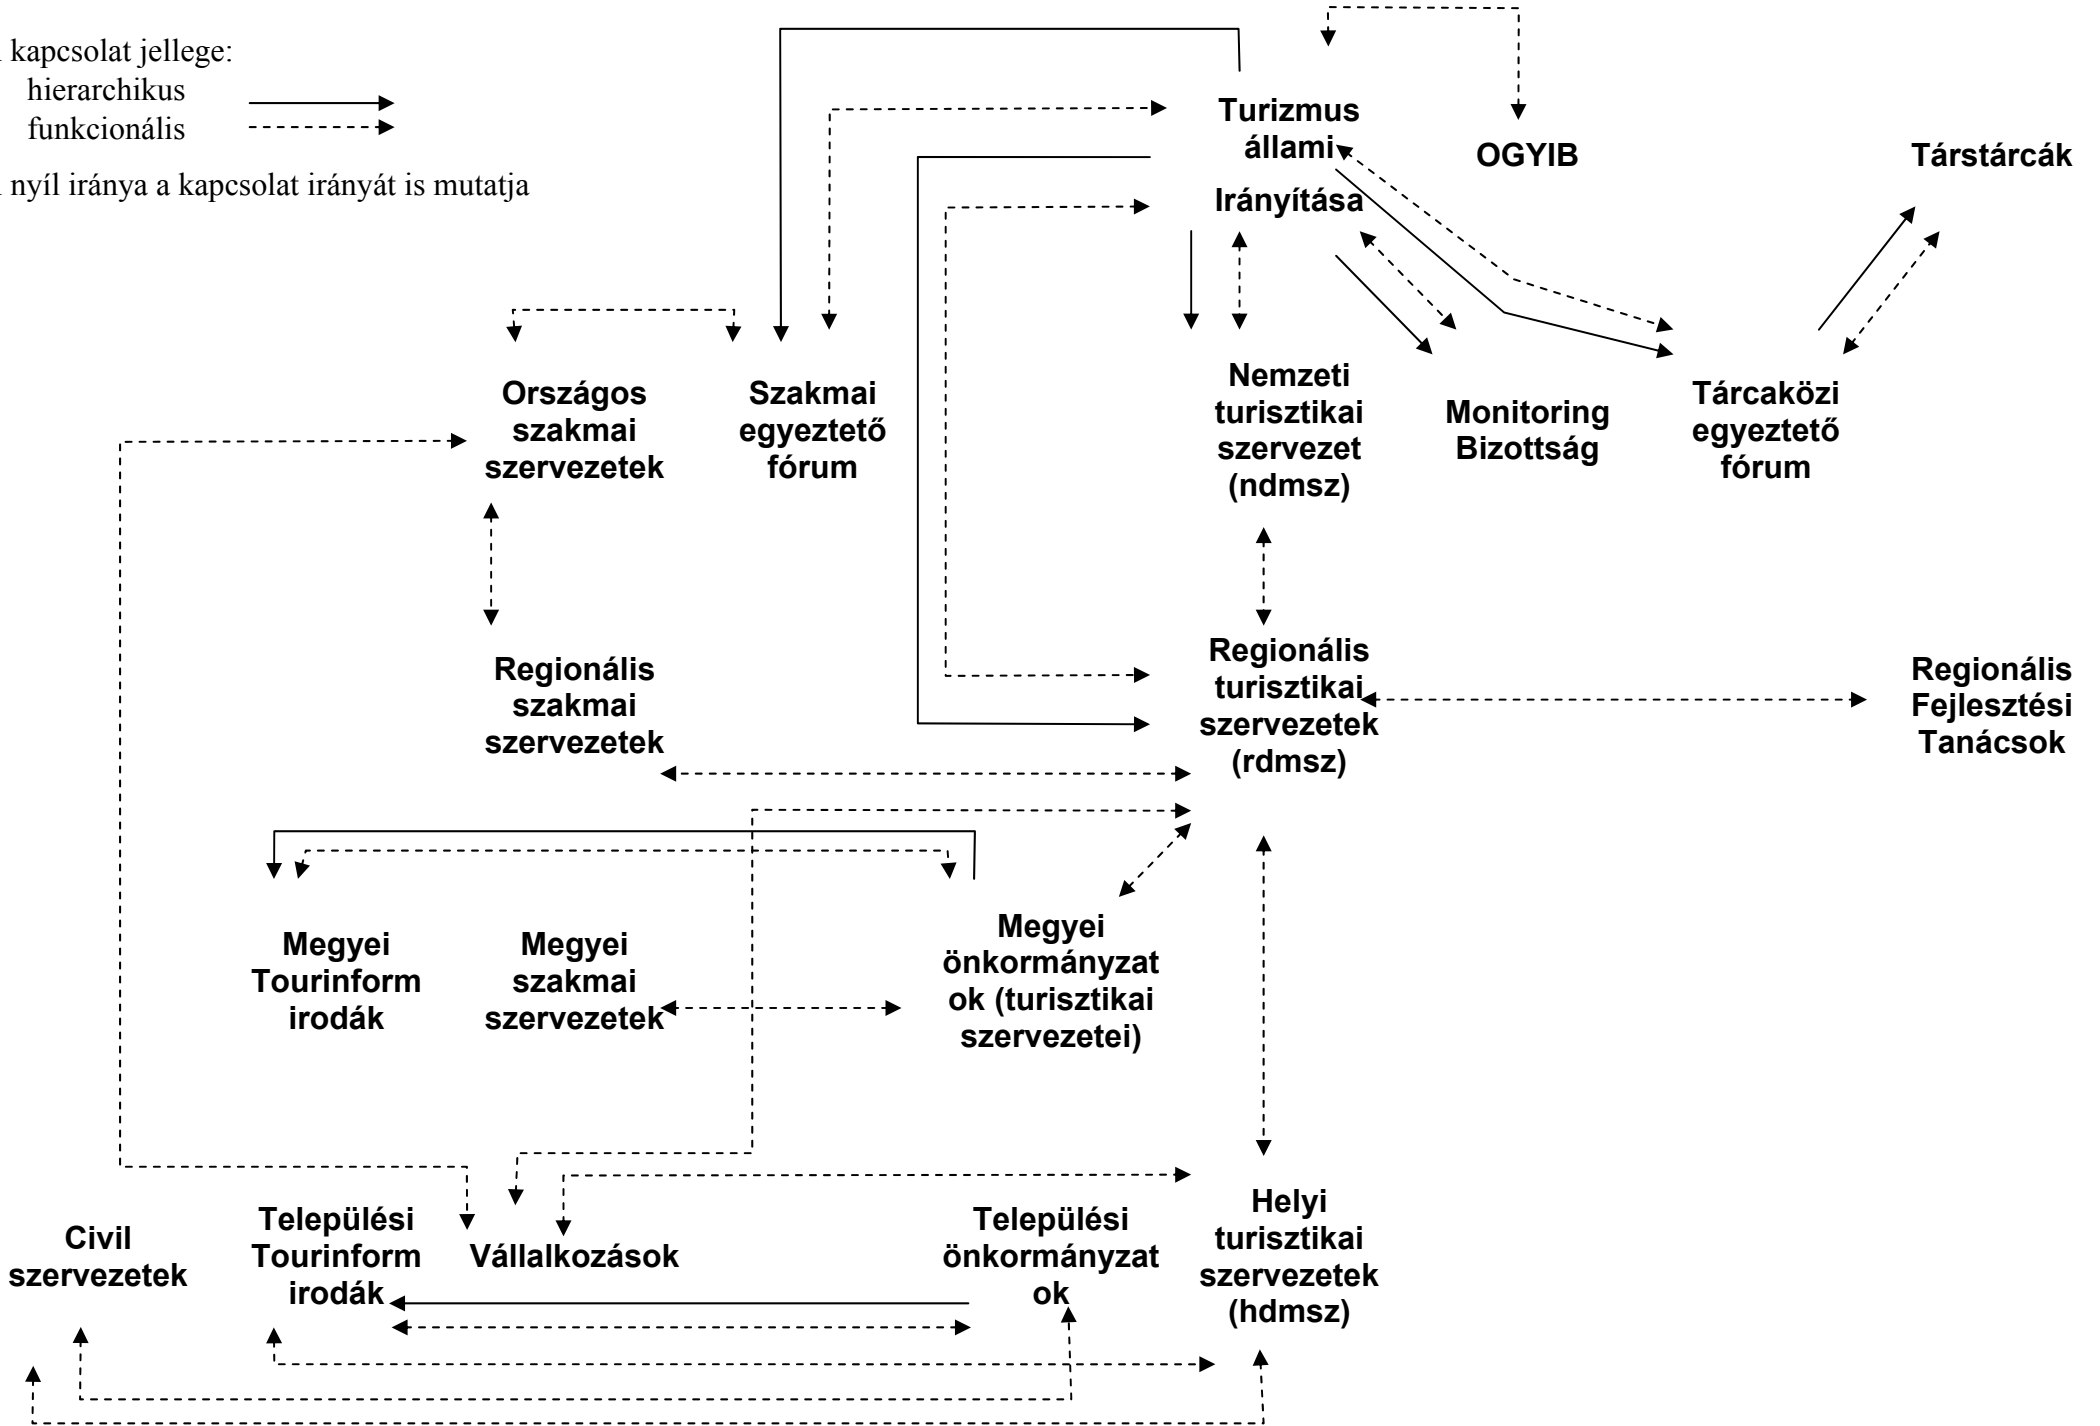 kapcsolat jellege:
hierarchikus
funkcionális
nyíl iránya a kapcsolat irányát is mutatja
Turizmus
állami
Irányítása
OGYIB
Társtárcák
Országos
szakmai
szervezetek
Szakmai
egyeztető
fórum
Nemzeti
turisztikai
szervezet
(ndmsz)
Monitoring
Bizottság
Tárcaközi
egyeztető
fórum
Regionális
szakmai
szervezetek
Regionális
turisztikai
szervezetek
(rdmsz)
Regionális
Fejlesztési
Tanácsok
Megyei
Tourinform
irodák
Megyei
szakmai
szervezetek
Megyei
önkormányzat
ok (turisztikai
szervezetei)
Civil
szervezetek
Települési
Tourinform
irodák
Vállalkozások
Települési
önkormányzat
ok
Helyi
turisztikai
szervezetek
(hdmsz)